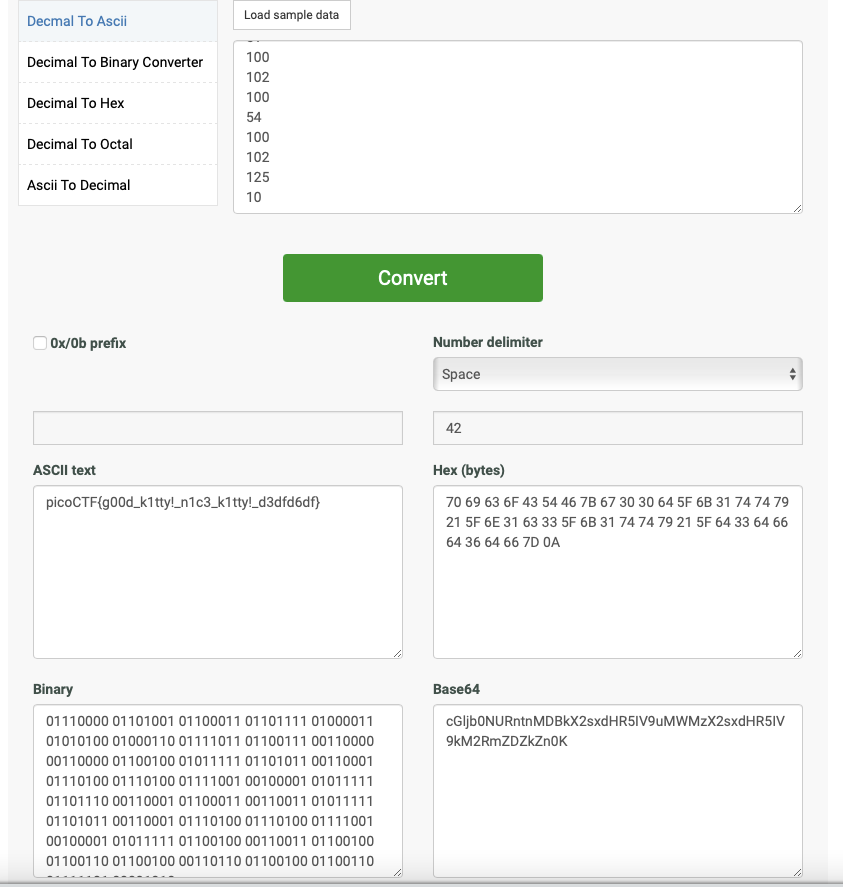 Decmal To Ascii
Decimal To Binary Converter
Decimal To Hex
Decimal To Octal
Ascii To Decimal
Load sample data
100
102
100
54
100
102
125
10
Convert
0x/0b prefix
Number delimiter
Space
42
ASCII text
picoCTF{g00d_k1tty!_n1c3_k1tty!_d3dfd6df}
Hex (bytes)
70 69 63 6F 43 54 46 7B 67 30 30 64 5F 6B 31 74 74 79
21 5F 6E 31 63 33 5F 6B 31 74 74 79 21 5F 64 33 64 66
64 36 64 66 7D 0A
Binary
01110000 01101001 01100011 01101111 01000011
01010100 01000110 01111011 01100111 00110000
00110000 01100100 01011111 01101011 00110001
01110100 01110100 01111001 00100001 01011111
01101110 00110001 01100011 00110011 01011111
01101011 00110001 01110100 01110100 01111001
00100001 01011111 01100100 00110011 01100100
01100110 01100100 00110110 01100100 01100110
Base64
cGljb0NURntnMDBkX2sxdHR5IV9uMWMzX2sxdHR5IV
9kM2RmZDZkZn0K